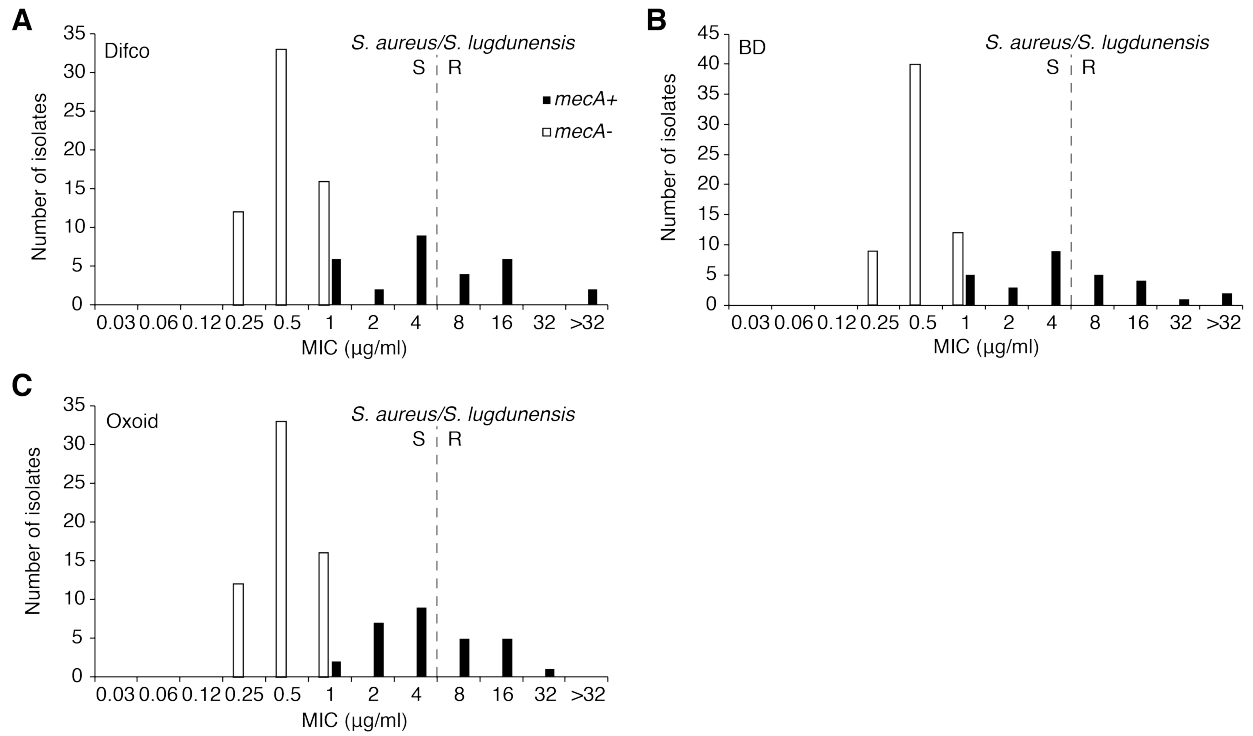 A
Difco
S. aureus/S. lugdunensis
S R
mecA+
mecA-
Number of isolates
35
30
25
20
15
10
5
0
0.03 0.06 0.12 0.25 0.5 1 2 4 8 16 32 >32
MIC (µg/ml)
B
BD
S. aureus/S. lugdunensis
S R
Number of isolates
45
40
35
30
25
20
15
10
5
0
0.03 0.06 0.12 0.25 0.5 1 2 4 8 16 32 >32
MIC (µg/ml)
C
Oxoid
S. aureus/S. lugdunensis
S R
Number of isolates
35
30
25
20
15
10
5
0
0.03 0.06 0.12 0.25 0.5 1 2 4 8 16 32 >32
MIC (µg/ml)